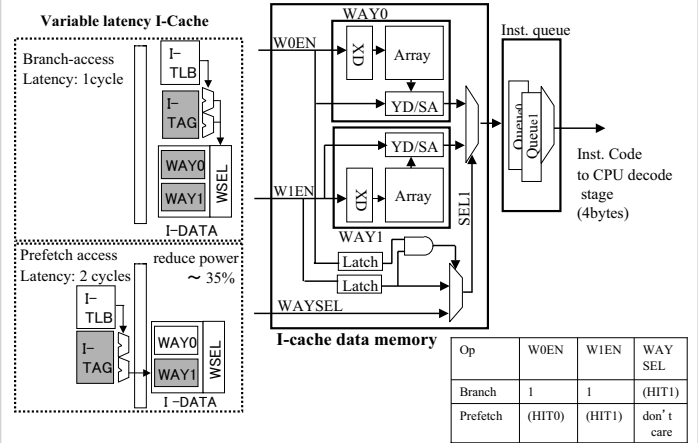 Variable latency I-Cache
Branch-access
Latency: 1cycle
I-
TLB
I-
TAG
WAY0
WAY1
WSEL
I-DATA
Prefetch access
Latency: 2 cycles
reduce power
~ 35%
I-
TLB
I-
TAG
WAY0
WAY1
WSEL
I-DATA
WAY0
W0EN
XD
Array
YD/SA
YD/SA
W1EN
XD
Array
WAY1
SEL1
Latch
Latch
WAYSEL
I-cache data memory
Inst. queue
Queue0
Queue1
Inst. Code
to CPU decode
stage
(4bytes)
Op W0EN W1EN WAY
SEL
Branch 1 1 (HIT1)
Prefetch (HIT0) (HIT1) don't
care